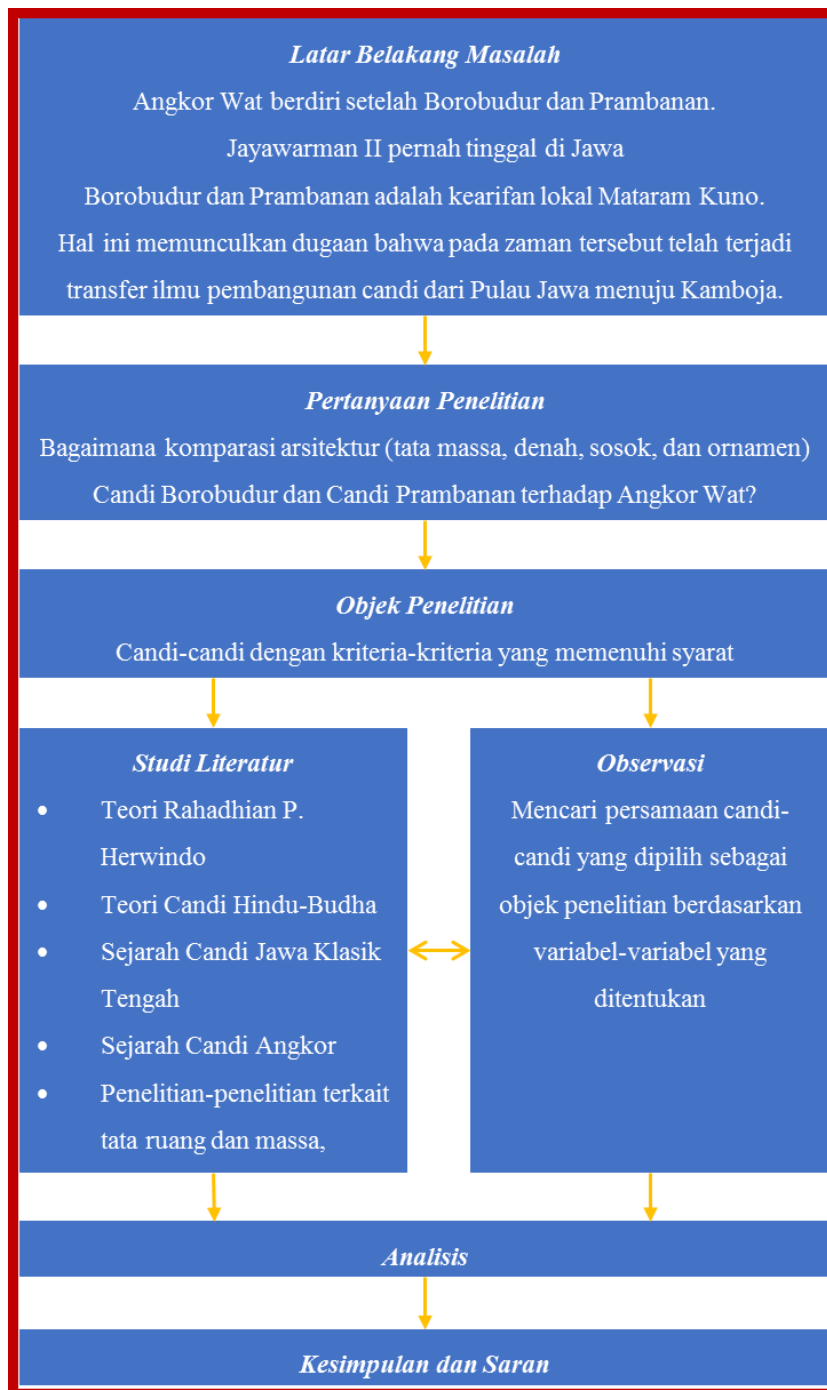 Latar Belakang Masalah
Angkor Wat berdiri setelah Borobudur dan Prambanan.
Jayawarman II pernah tinggal di Jawa
Borobudur dan Prambanan adalah kearifan lokal Mataram Kuno.
Hal ini memunculkan dugaan bahwa pada zaman tersebut telah terjadi
transfer ilmu pembangunan candi dari Pulau Jawa menuju Kamboja.
Pertanyaan Penelitian
Bagaimana komparasi arsitektur (tata massa, denah, sosok, dan ornamen)
Candi Borobudur dan Candi Prambanan terhadap Angkor Wat?
Objek Penelitian
Candi-candi dengan kriteria-kriteria yang memenuhi syarat
Studi Literatur
• Teori Rahadhian P.
Herwindo
• Teori Candi Hindu-Budha
• Sejarah Candi Jawa Klasik
Tengah
• Sejarah Candi Angkor
• Penelitian-penelitian terkait
tata ruang dan massa,
Observasi
Mencari persamaan candi-
candi yang dipilih sebagai
objek penelitian berdasarkan
variabel-variabel yang
ditentukan
Analisis
Kesimpulan dan Saran